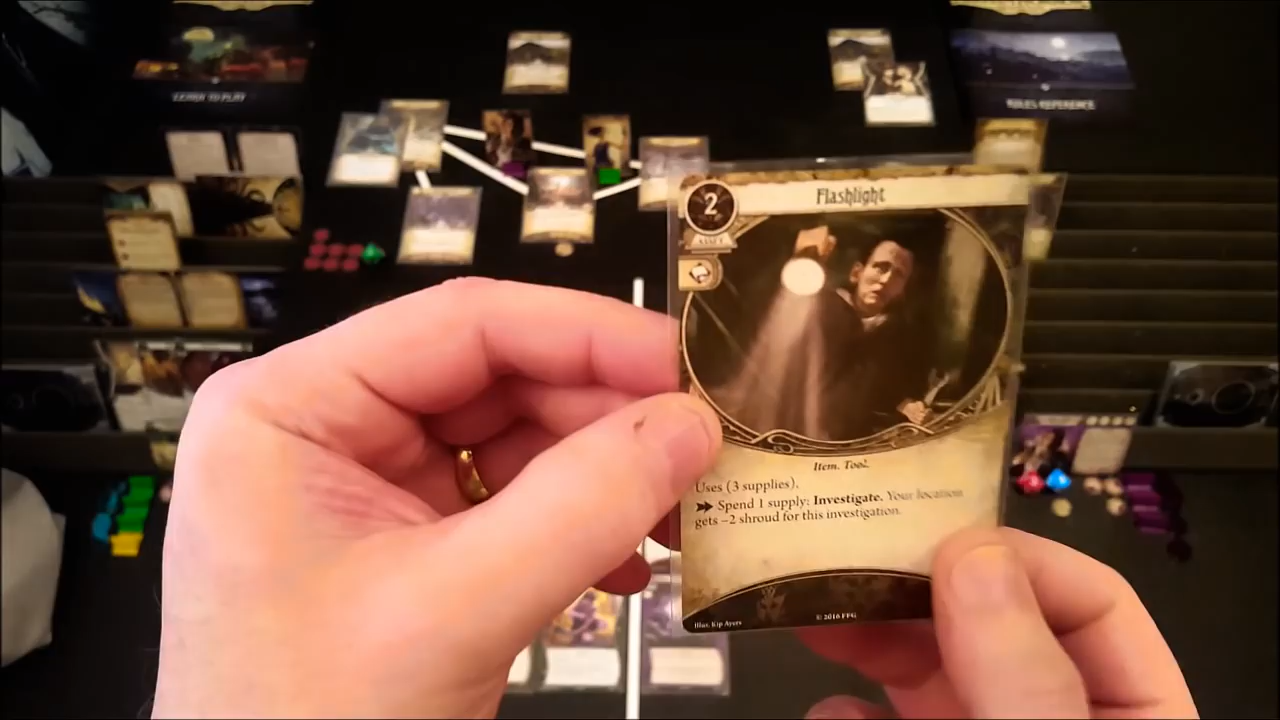 LEARN TO PLAY
RULES REFERENCE
2
Flashlight
ASSET
Item. Tool.
Uses (3 supplies).
Spend 1 supply: Investigate. Your location
gets −2 shroud for this investigation.
Illus. Kip Ayers
© 2016 FFG